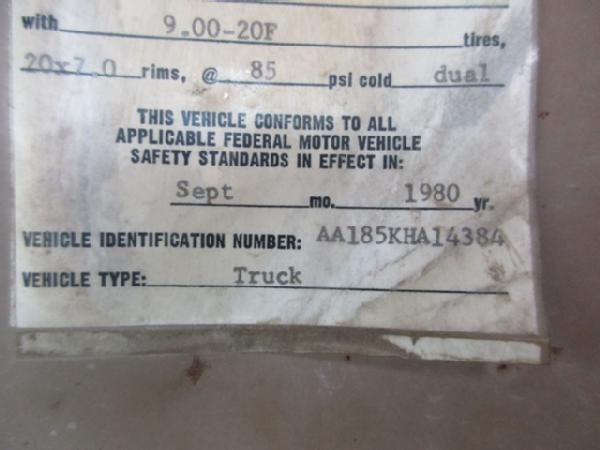 with 9.00-20F tires,
20x7.0 rims, @ 85 psi cold dual
THIS VEHICLE CONFORMS TO ALL
APPLICABLE FEDERAL MOTOR VEHICLE
SAFETY STANDARDS IN EFFECT IN:
Sept mo. 1980 yr.
VEHICLE IDENTIFICATION NUMBER: AA185KHA14384
VEHICLE TYPE: Truck